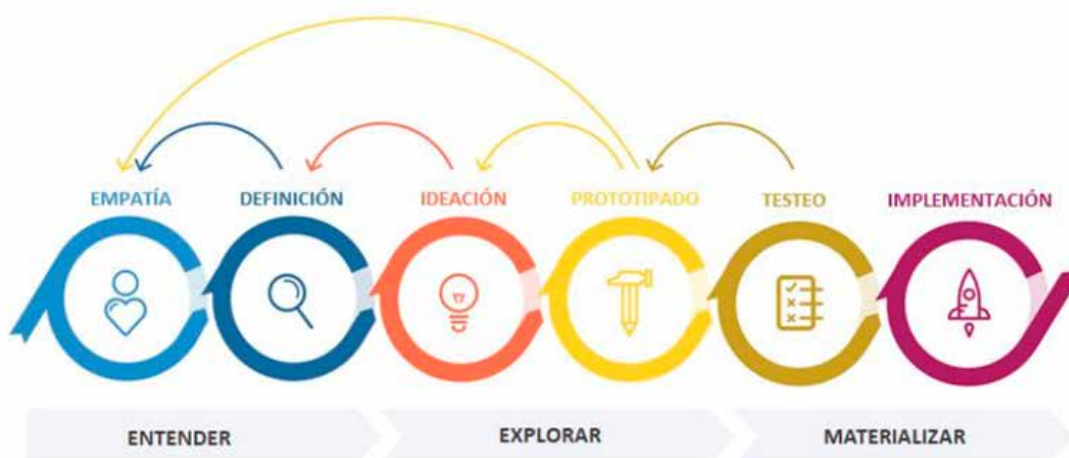 EMPATÍA
DEFINICIÓN
IDEACIÓN
PROTOTIPADO
TESTEO
IMPLEMENTACIÓN
ENTENDER
EXPLORAR
MATERIALIZAR